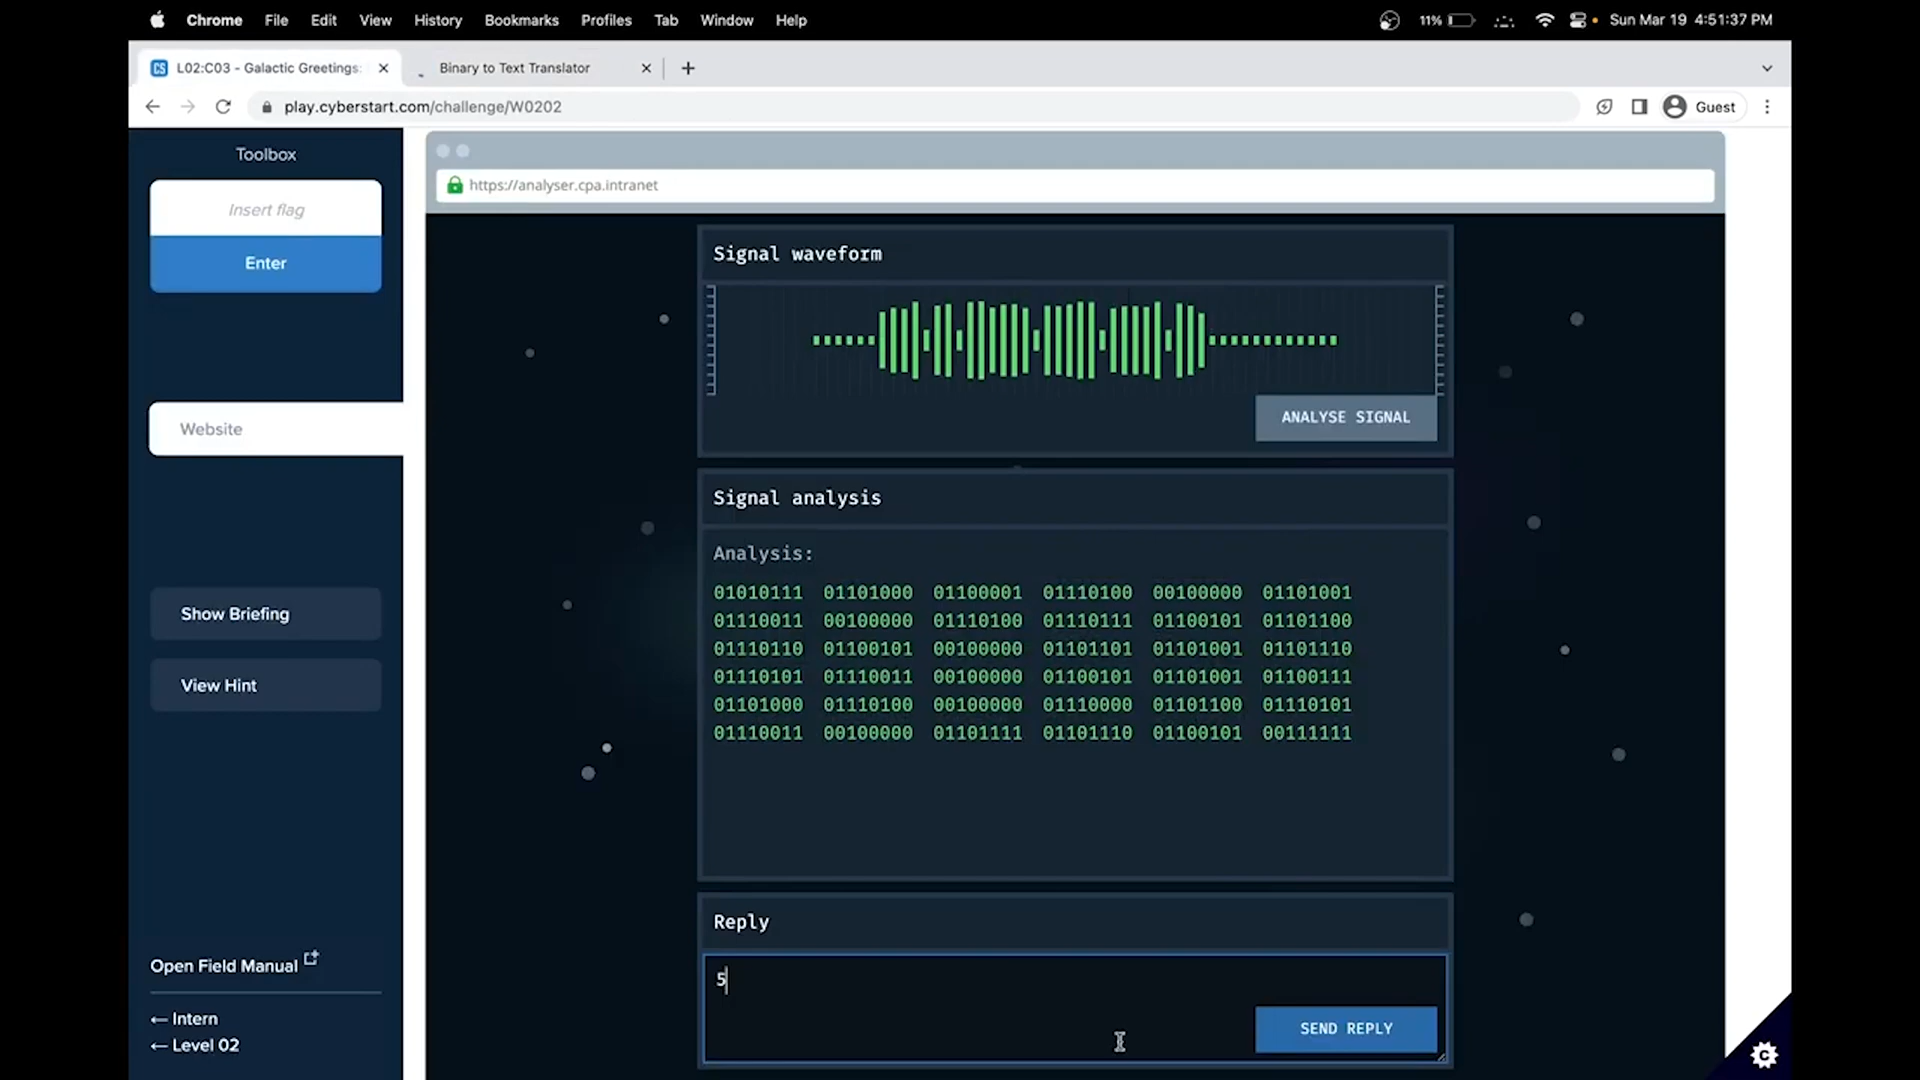 Chrome File Edit View History Bookmarks Profiles Tab Window Help 11% Sun Mar 19 4:51:37 PM
L02:C03 - Galactic Greetings: Binary to Text Translator
play.cyberstart.com/challenge/W0202 Guest
Toolbox
Insert flag
Enter
Website
Show Briefing
View Hint
Open Field Manual
← Intern
← Level 02
https://analyser.cpa.intranet
Signal waveform
ANALYSE SIGNAL
Signal analysis
Analysis:
01010111 01101000 01100001 01110100 00100000 01101001
01110011 00100000 01110100 01110111 01100101 01101100
01110110 01100101 00100000 01101101 01101001 01101110
01110101 01110011 00100000 01100101 01101001 01100111
01101000 01110100 00100000 01110000 01101100 01110101
01110011 00100000 01101111 01101110 01100101 00111111
Reply
5
SEND REPLY